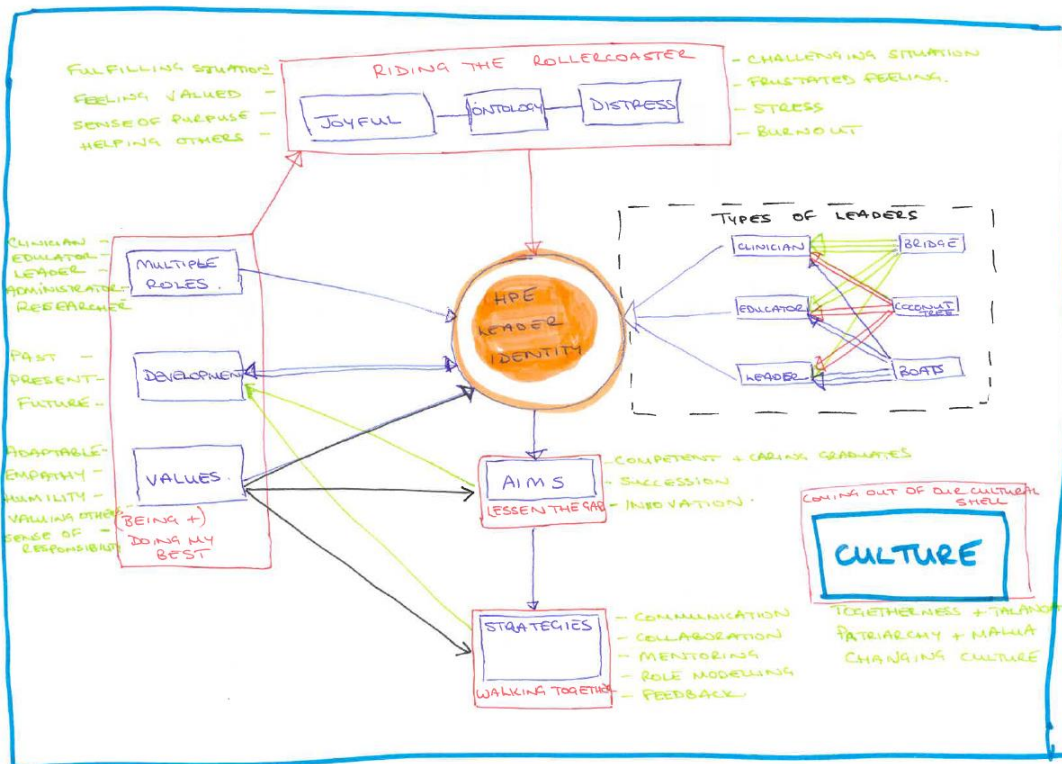 RIDING THE ROLLERCOASTER
JOYFUL
ONTOLOGY
DISTRESS
FULFILLING SITUATION
FEELING VALUED -
SENSE OF PURPOSE -
HELPING OTHERS -
- CHALLENGING SITUATION
- FRUSTATED FEELING.
- STRESS
- BURNOUT
CLINICIAN -
EDULATOR -
LEADER -
ADMINISTRATOR -
RESEARCHER
MULTIPLE
ROLES.
PAST -
PRESENT -
FUTURE -
DEVELOPMENT
ADAPTABLE -
EMPATHY -
HUMILITY -
VALUING OTHERS -
SENSE OF -
RESPONSIBILITY
VALUES.
(BEING +)
DOING MY
BEST
HPE
LEADER
IDENTITY
TYPES OF LEADERS
CLINICIAN
EDUCATOR
LEADER
BRIDGE
COCONUT
TREE
BOATS
AIMS
LESSEN THE GAP
- COMPETENT + CARING GRADUATES
- SUCCESSION
- INNOVATION.
STRATEGIES
WALKING TOGETHER
- COMMUNICATION
- COLLABORATION
- MENTORING
- ROLE MODELLING
- FEEDBACK
COMING OUT OF OUR CULTURAL
SHELL
CULTURE
TOGETHERNESS + TALANOA
PATRIARCHY + MALUA
CHANGING CULTURE